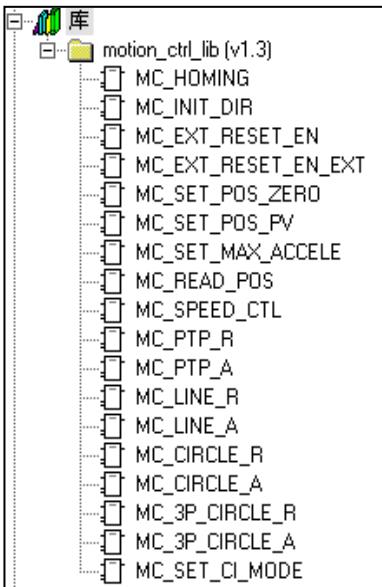 库
motion_ctrl_lib (v1.3)
MC_HOMING
MC_INIT_DIR
MC_EXT_RESET_EN
MC_EXT_RESET_EN_EXT
MC_SET_POS_ZERO
MC_SET_POS_PV
MC_SET_MAX_ACCELE
MC_READ_POS
MC_SPEED_CTL
MC_PTP_R
MC_PTP_A
MC_LINE_R
MC_LINE_A
MC_CIRCLE_R
MC_CIRCLE_A
MC_3P_CIRCLE_R
MC_3P_CIRCLE_A
MC_SET_CI_MODE